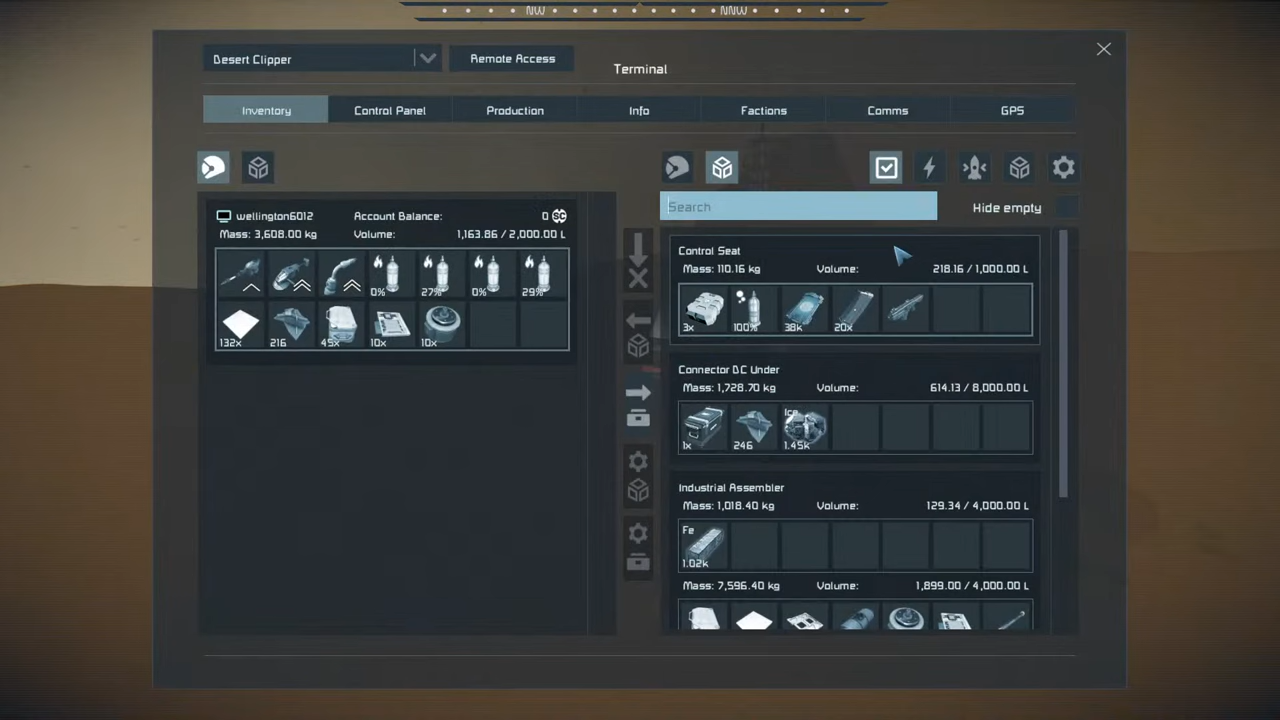 NW NNW
Desert Clipper Remote Access
Terminal
Inventory Control Panel Production Info Factions Comms GPS
wellington6012 Account Balance: 0 SC
Mass: 3,608.00 kg Volume: 1,163.86 / 2,000.00 L
0% 27% 0% 29%
132x 216 45x 10x 10x
Search Hide empty
Control Seat
Mass: 110.16 kg Volume: 218.16 / 1,000.00 L
3x 100% 38k 20x
Connector DC Under
Mass: 1,728.70 kg Volume: 614.13 / 8,000.00 L
Ice
1x 246 1.45k
Industrial Assembler
Mass: 1,018.40 kg Volume: 129.34 / 4,000.00 L
Fe
1.02k
Mass: 7,596.40 kg Volume: 1,899.00 / 4,000.00 L